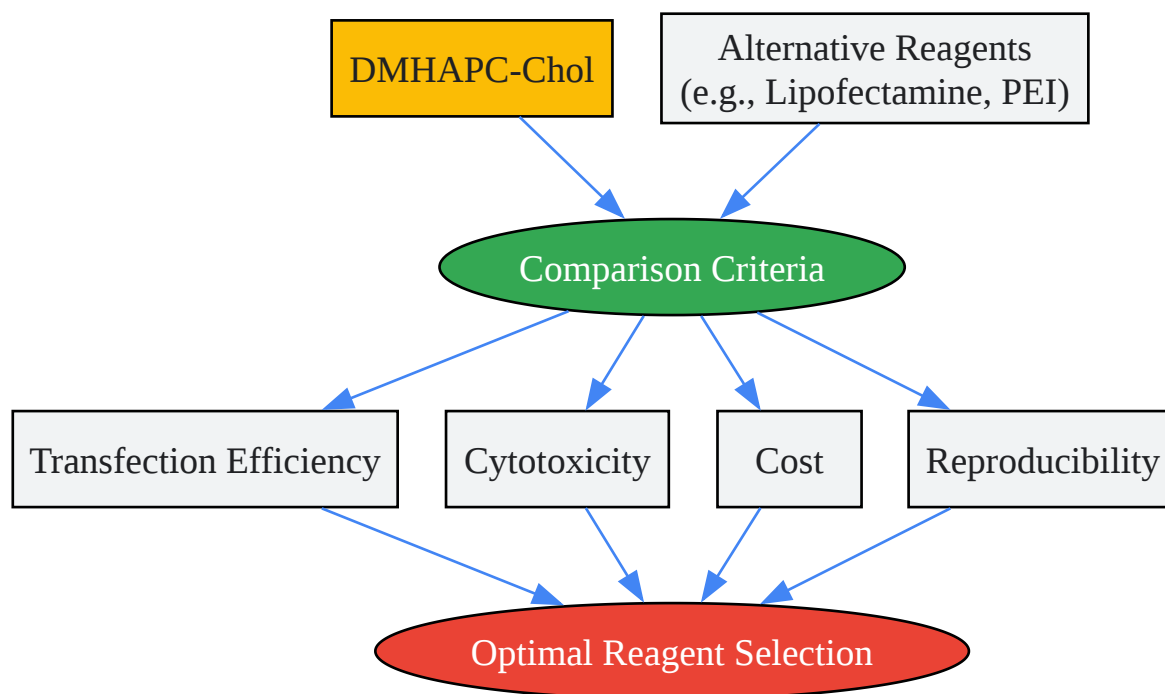 DMHAPC-Chol
Alternative Reagents
(e.g., Lipofectamine, PEI)
Comparison Criteria
Transfection Efficiency
Cytotoxicity
Cost
Reproducibility
Optimal Reagent Selection